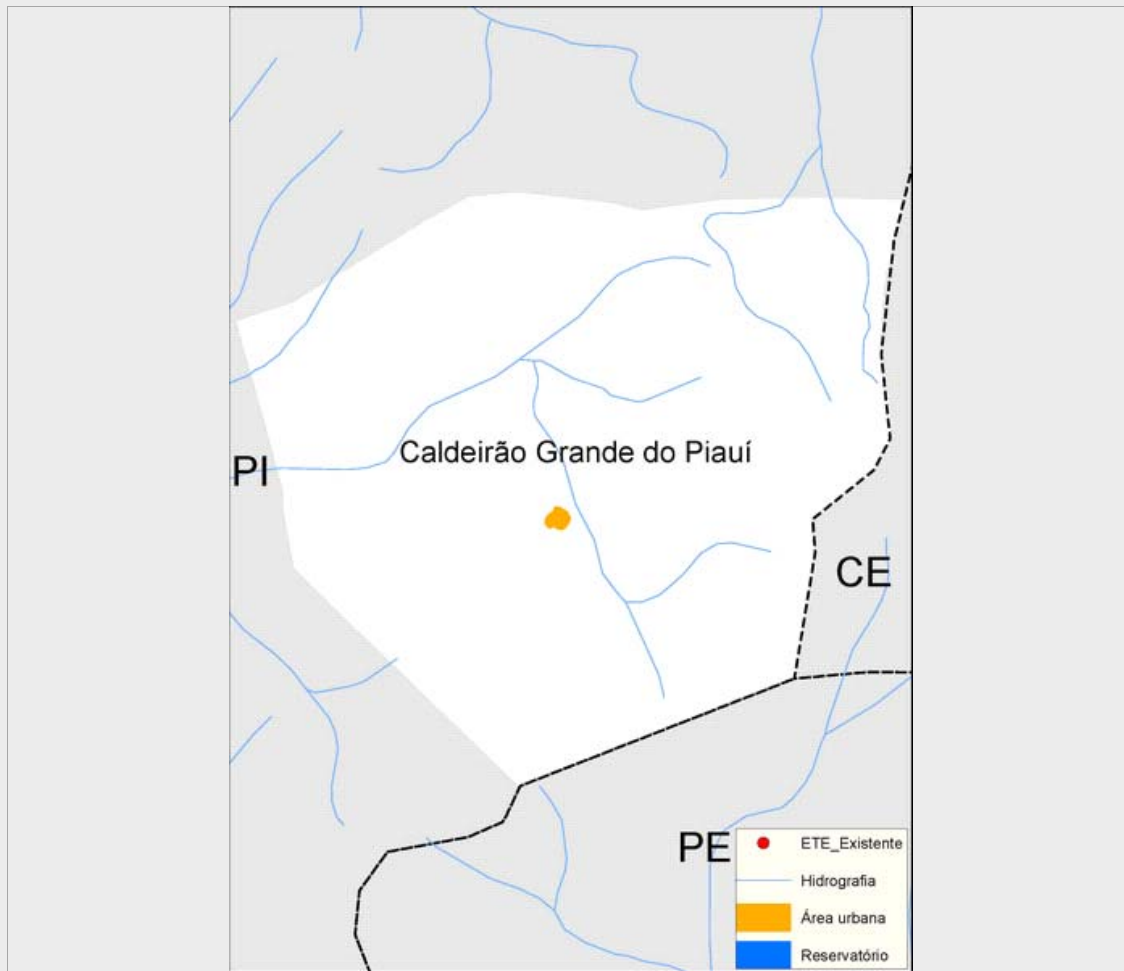 Caldeirão Grande do Piauí
PI
CE
PE
ETE_Existente
Hidrografia
Área urbana
Reservatório